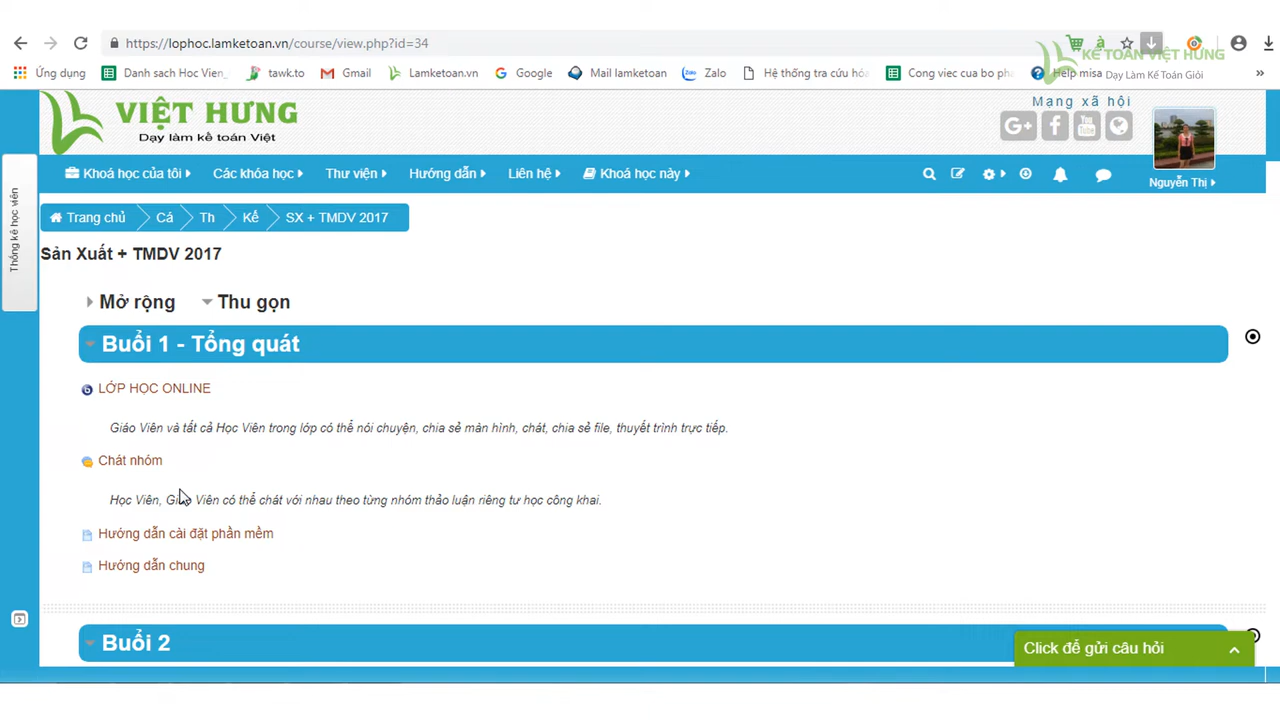 https://lophoc.lamketoan.vn/course/view.php?id=34
KẾ TOÁN VIỆT HƯNG
Dạy Làm Kế Toán Giỏi
Ứng dụng
Danh sach Hoc Vien_
tawk.to
Gmail
Lamketoan.vn
Google
Mail lamketoan
Zalo
Hệ thống tra cứu hóa
Cong viec cua bo pha
Help misa
VIỆT HƯNG
Dạy làm kế toán Việt
Mạng xã hội
Khoá học của tôi
Các khóa học
Thư viện
Hướng dẫn
Liên hệ
Khoá học này
Nguyễn Thị
Thống kê học viên
Trang chủ
Cá
Th
Kế
SX + TMDV 2017
Sản Xuất + TMDV 2017
Mở rộng
Thu gọn
Buổi 1 - Tổng quát
LỚP HỌC ONLINE
Giáo Viên và tất cả Học Viên trong lớp có thể nói chuyện, chia sẻ màn hình, chát, chia sẻ file, thuyết trình trực tiếp.
Chát nhóm
Học Viên, Giáo Viên có thể chát với nhau theo từng nhóm thảo luận riêng tư học công khai.
Hướng dẫn cài đặt phần mềm
Hướng dẫn chung
Buổi 2
Click để gửi câu hỏi